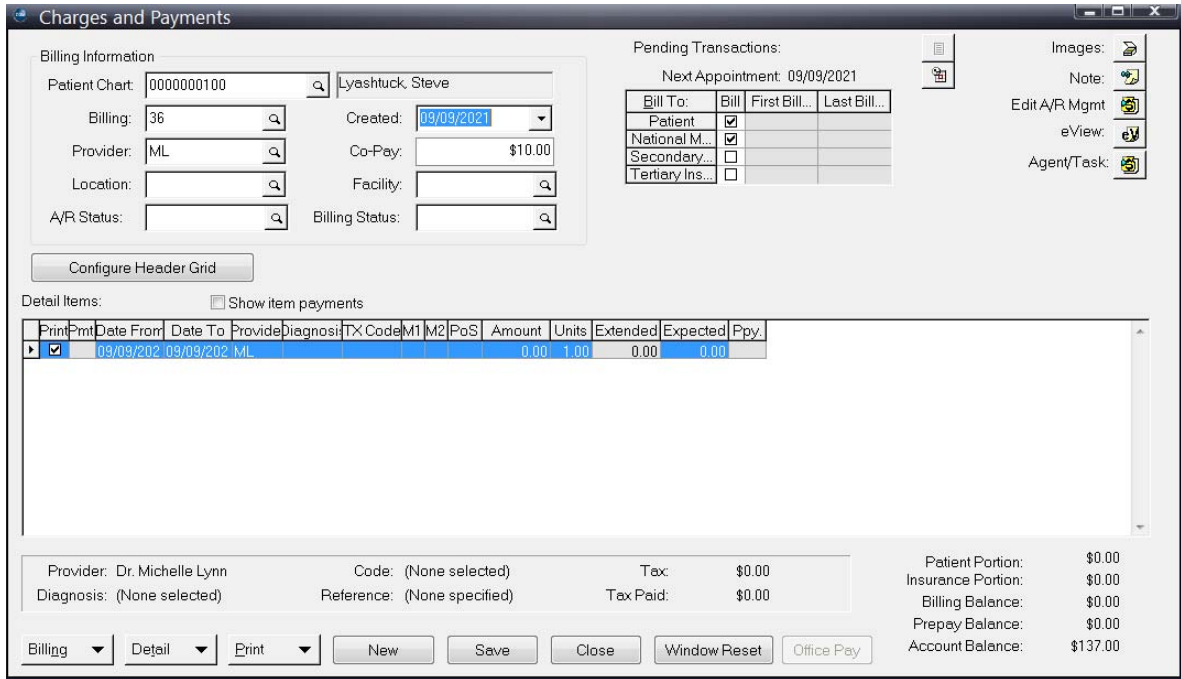 Charges and Payments
Billing Information
Patient Chart: 0000000100 Lyashtuck, Steve
Billing: 36 Created: 09/09/2021
Provider: ML Co-Pay: $10.00
Location: Facility:
A/R Status: Billing Status:
Pending Transactions:
Next Appointment: 09/09/2021
Bill To: Bill First Bill... Last Bill...
Patient
National M...
Secondary...
Tertiary Ins...
Images:
Note:
Edit A/R Mgmt
eView:
Agent/Task:
Configure Header Grid
Detail Items: Show item payments
Print Pmt Date From Date To Provide Diagnosi TX Code M1 M2 PoS Amount Units Extended Expected Ppy.
09/09/202 09/09/202 ML 0.00 1.00 0.00 0.00
Provider: Dr. Michelle Lynn Code: (None selected) Tax: $0.00
Diagnosis: (None selected) Reference: (None specified) Tax Paid: $0.00
Patient Portion: $0.00
Insurance Portion: $0.00
Billing Balance: $0.00
Prepay Balance: $0.00
Account Balance: $137.00
Billing Detail Print New Save Close Window Reset Office Pay